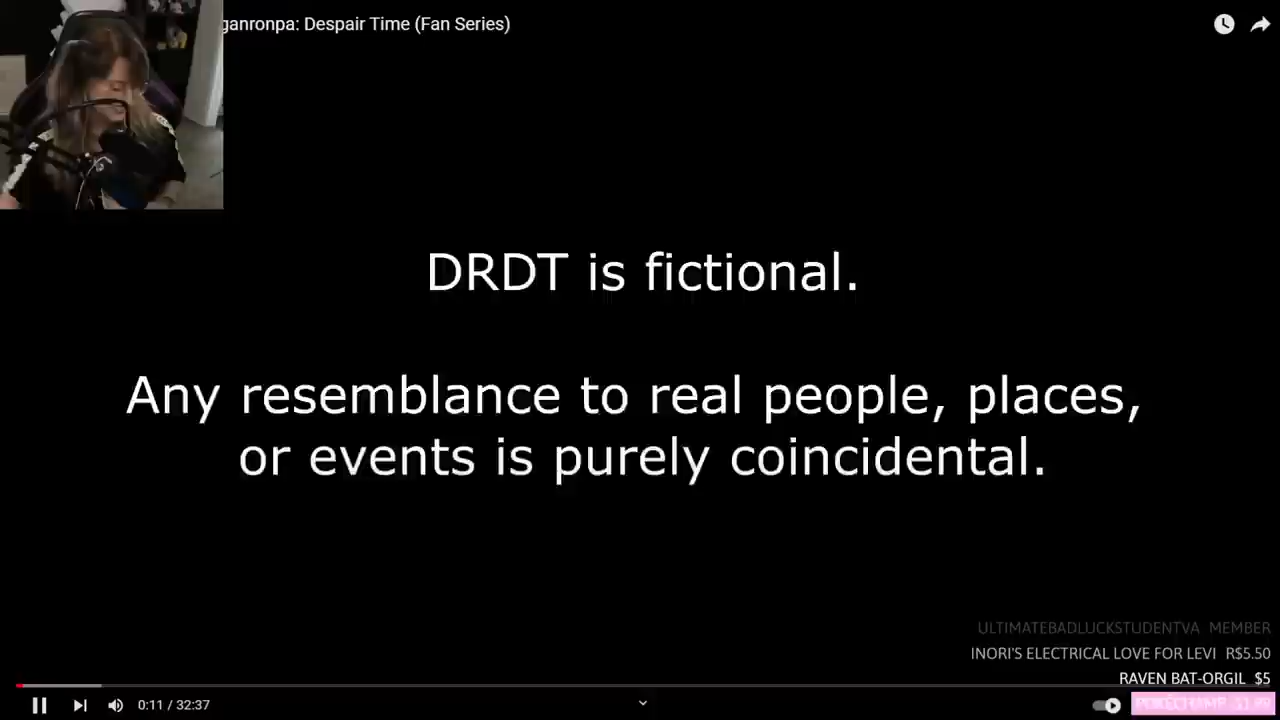 ganronpa: Despair Time (Fan Series)
DRDT is fictional.
Any resemblance to real people, places,
or events is purely coincidental.
ULTIMATEBADLUCKSTUDENTVA MEMBER
INORI'S ELECTRICAL LOVE FOR LEVI R$5.50
RAVEN BAT-ORGIL $5
0:11 / 32:37